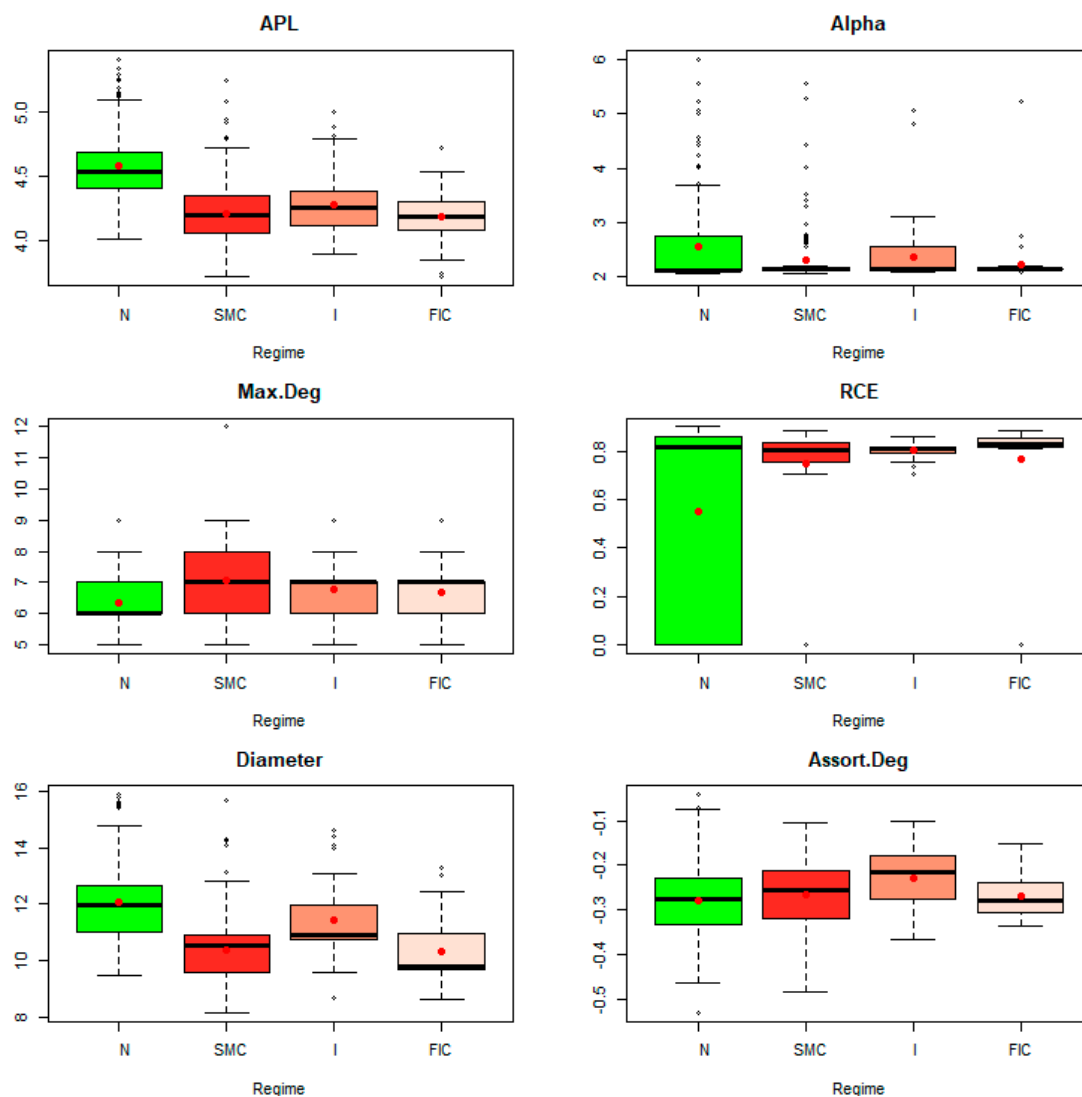 APL
5.0
4.5
4.0
N SMC I FIC
Regime
Alpha
6
5
4
3
2
N SMC I FIC
Regime
Max.Deg
12
11
10
9
8
7
6
5
N SMC I FIC
Regime
RCE
0.8
0.6
0.4
0.2
0.0
N SMC I FIC
Regime
Diameter
16
14
12
10
8
N SMC I FIC
Regime
Assort.Deg
-0.1
-0.2
-0.3
-0.4
-0.5
N SMC I FIC
Regime